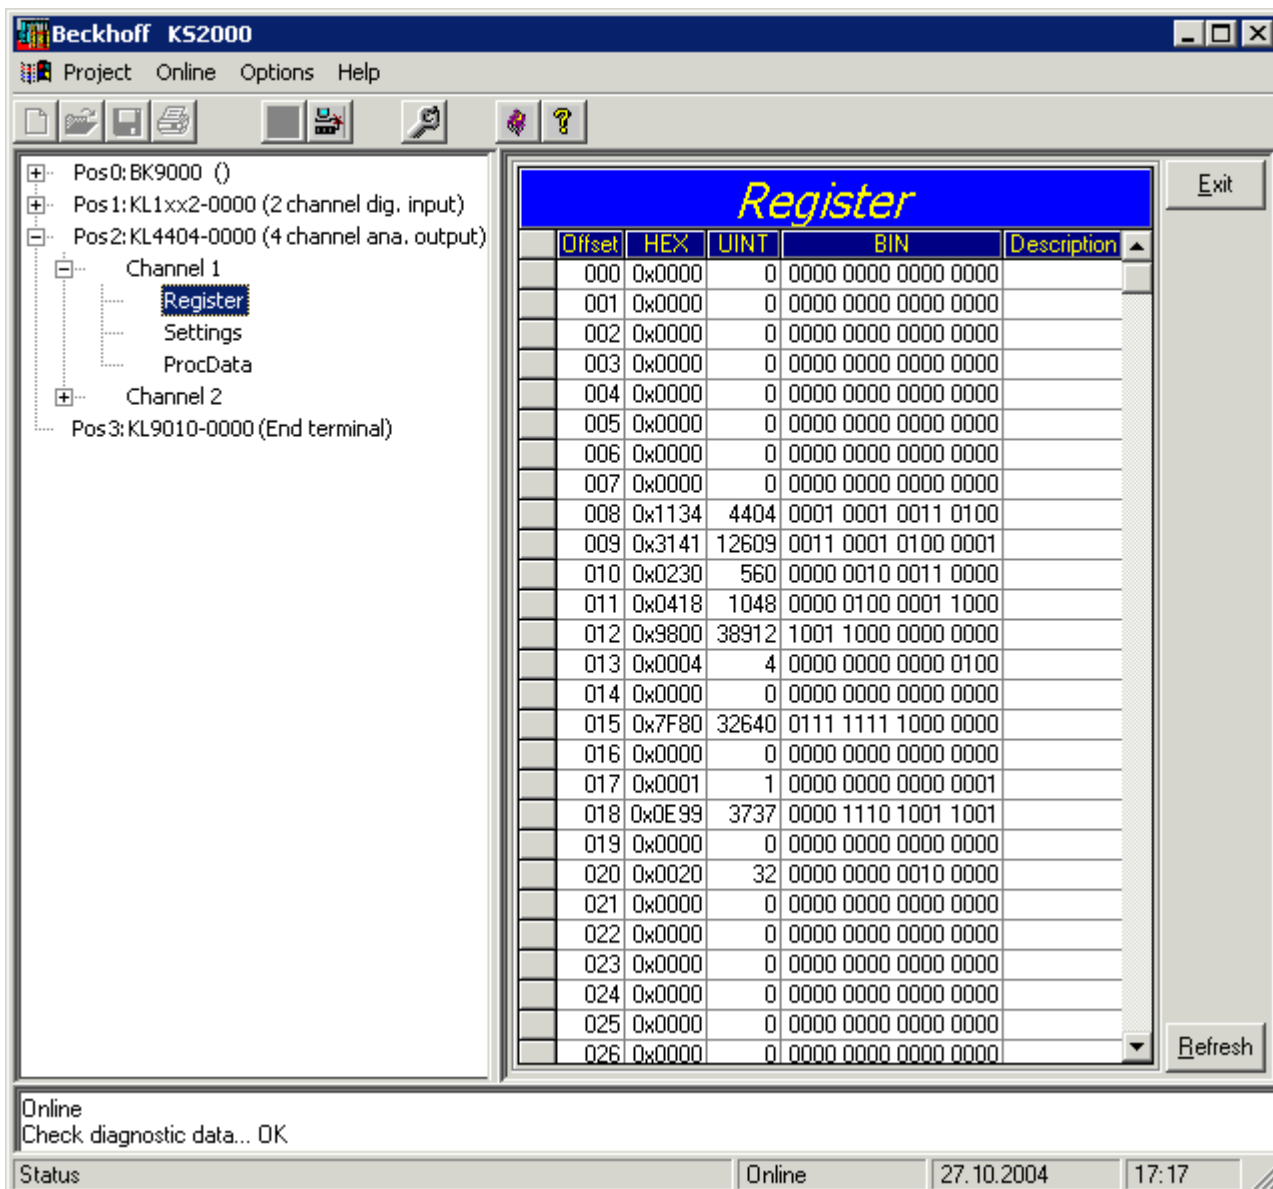 Beckhoff KS2000
Project Online Options Help
Pos0:BK9000 ()
Pos1:KL1xx2-0000 (2 channel dig. input)
Pos2:KL4404-0000 (4 channel ana. output)
Channel 1
Register
Settings
ProcData
Channel 2
Pos3:KL9010-0000 (End terminal)
Register
Offset HEX UINT BIN Description
000 0x0000 0 0000 0000 0000 0000
001 0x0000 0 0000 0000 0000 0000
002 0x0000 0 0000 0000 0000 0000
003 0x0000 0 0000 0000 0000 0000
004 0x0000 0 0000 0000 0000 0000
005 0x0000 0 0000 0000 0000 0000
006 0x0000 0 0000 0000 0000 0000
007 0x0000 0 0000 0000 0000 0000
008 0x1134 4404 0001 0001 0011 0100
009 0x3141 12609 0011 0001 0100 0001
010 0x0230 560 0000 0010 0011 0000
011 0x0418 1048 0000 0100 0001 1000
012 0x9800 38912 1001 1000 0000 0000
013 0x0004 4 0000 0000 0000 0100
014 0x0000 0 0000 0000 0000 0000
015 0x7F80 32640 0111 1111 1000 0000
016 0x0000 0 0000 0000 0000 0000
017 0x0001 1 0000 0000 0000 0001
018 0x0E99 3737 0000 1110 1001 1001
019 0x0000 0 0000 0000 0000 0000
020 0x0020 32 0000 0000 0010 0000
021 0x0000 0 0000 0000 0000 0000
022 0x0000 0 0000 0000 0000 0000
023 0x0000 0 0000 0000 0000 0000
024 0x0000 0 0000 0000 0000 0000
025 0x0000 0 0000 0000 0000 0000
026 0x0000 0 0000 0000 0000 0000
Exit
Refresh
Online
Check diagnostic data... OK
Status Online 27.10.2004 17:17